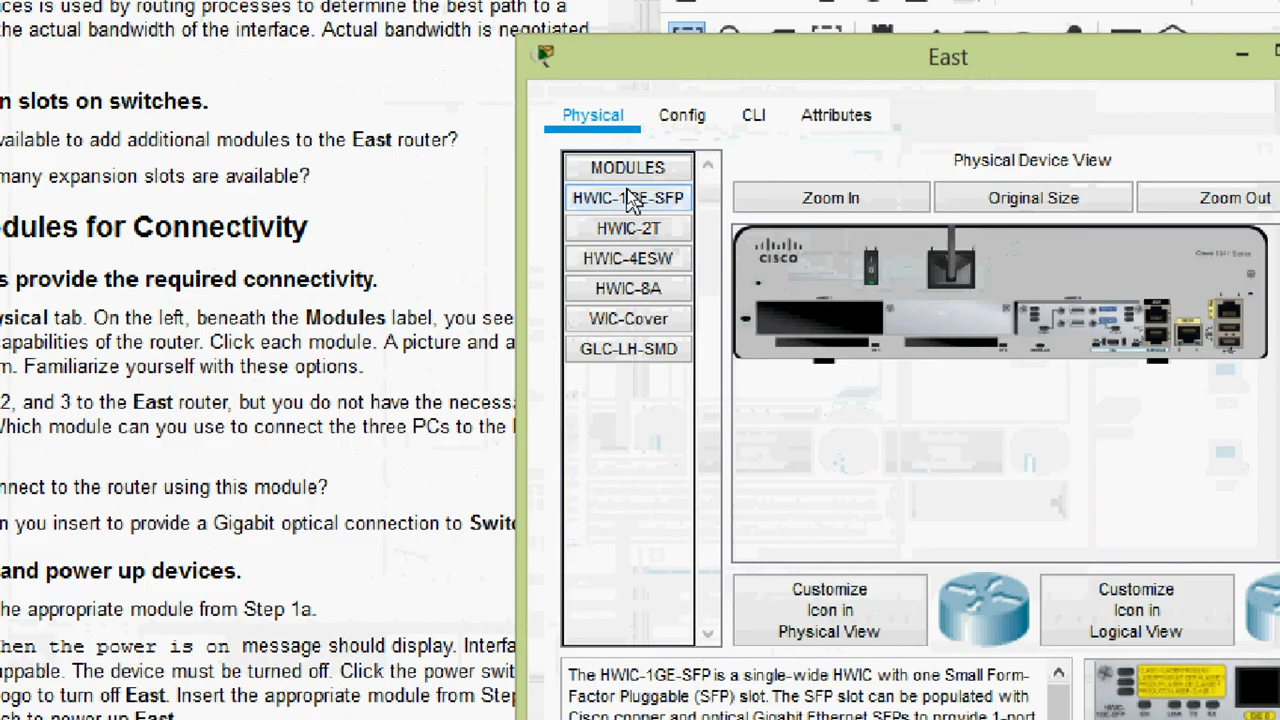 ces is used by routing processes to determine the best path to a
the actual bandwidth of the interface. Actual bandwidth is negotiated
n slots on switches.
vailable to add additional modules to the East router?
many expansion slots are available?
dules for Connectivity
s provide the required connectivity.
ysical tab. On the left, beneath the Modules label, you see
capabilities of the router. Click each module. A picture and a
m. Familiarize yourself with these options.
2, and 3 to the East router, but you do not have the necessa
Which module can you use to connect the three PCs to the
nnect to the router using this module?
n you insert to provide a Gigabit optical connection to Switc
and power up devices.
he appropriate module from Step 1a.
hen the power is on message should display. Interfa
appable. The device must be turned off. Click the power swit
ogo to turn off East. Insert the appropriate module from Step
ch to power up East.
East
Physical
Config
CLI
Attributes
MODULES
HWIC-1GE-SFP
HWIC-2T
HWIC-4ESW
HWIC-8A
WIC-Cover
GLC-LH-SMD
Physical Device View
Zoom In
Original Size
Zoom Out
CISCO
Customize
Icon in
Physical View
Customize
Icon in
Logical View
The HWIC-1GE-SFP is a single-wide HWIC with one Small Form-
Factor Pluggable (SFP) slot. The SFP slot can be populated with
Cisco copper and optical Gigabit Ethernet SFPs to provide 1-port